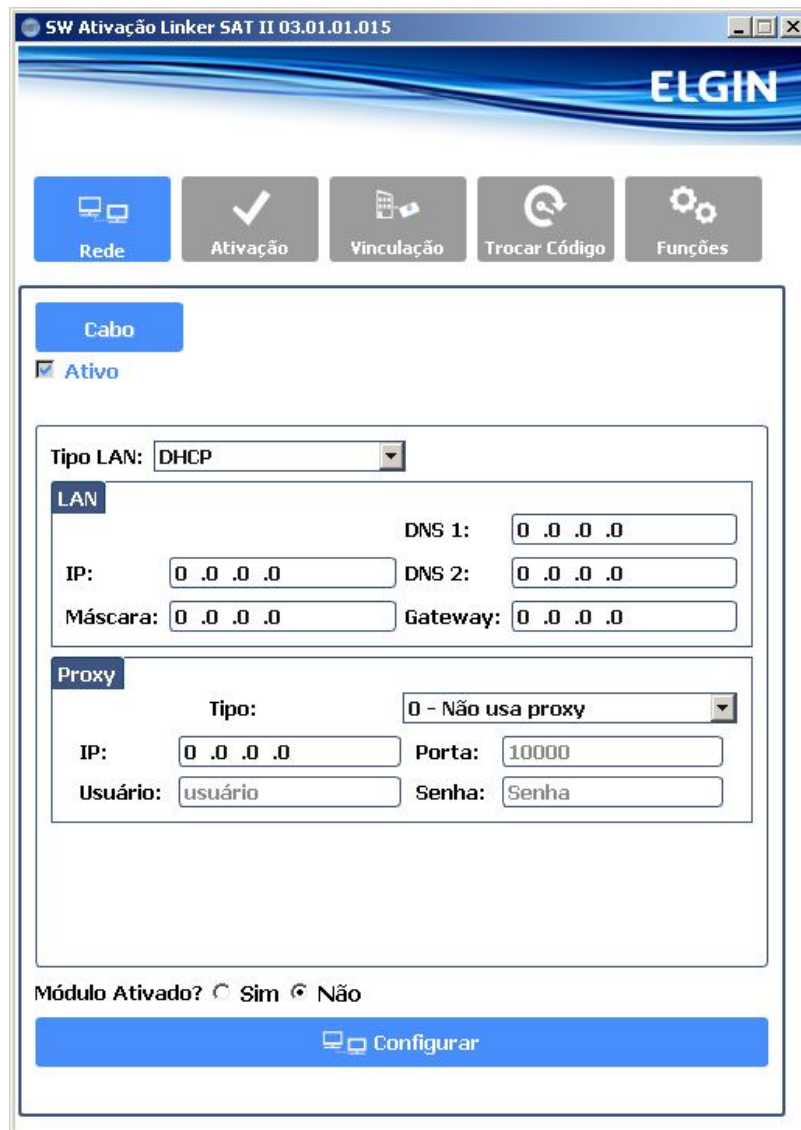 SW Ativação Linker SAT II 03.01.01.015
ELGIN
Rede
Ativação
Vinculação
Trocar Código
Funções
Cabo
Ativo
Tipo LAN: DHCP
LAN
DNS 1: 0 .0 .0 .0
IP: 0 .0 .0 .0 DNS 2: 0 .0 .0 .0
Máscara: 0 .0 .0 .0 Gateway: 0 .0 .0 .0
Proxy
Tipo: 0 - Não usa proxy
IP: 0 .0 .0 .0 Porta: 10000
Usuário: usuário Senha: Senha
Módulo Ativado? Sim Não
Configurar